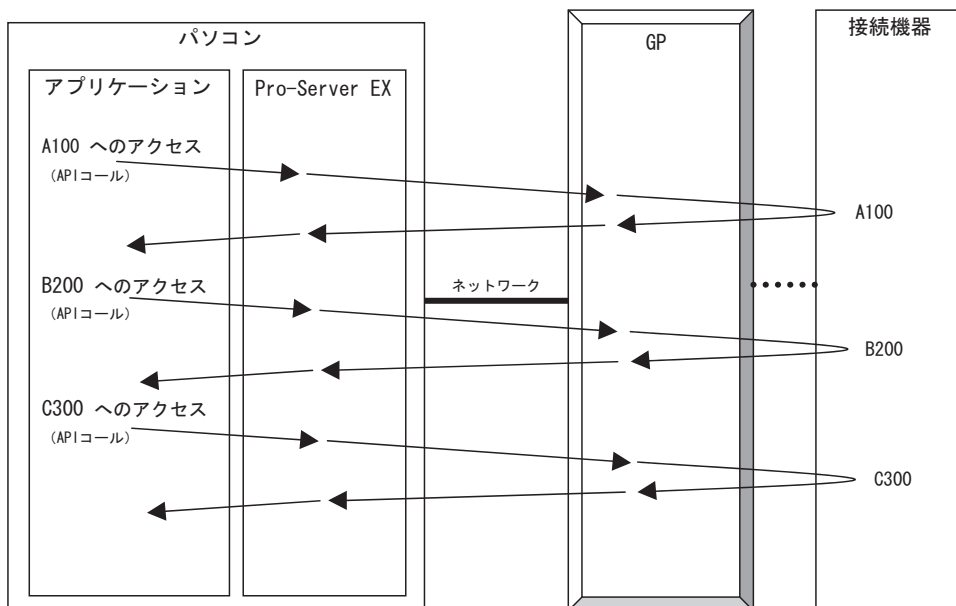 パソコン
アプリケーション
Pro-Server EX
GP
接続機器
A100 へのアクセス
(APIコール)
A100
B200 へのアクセス
(APIコール)
ネットワーク
B200
C300 へのアクセス
(APIコール)
C300